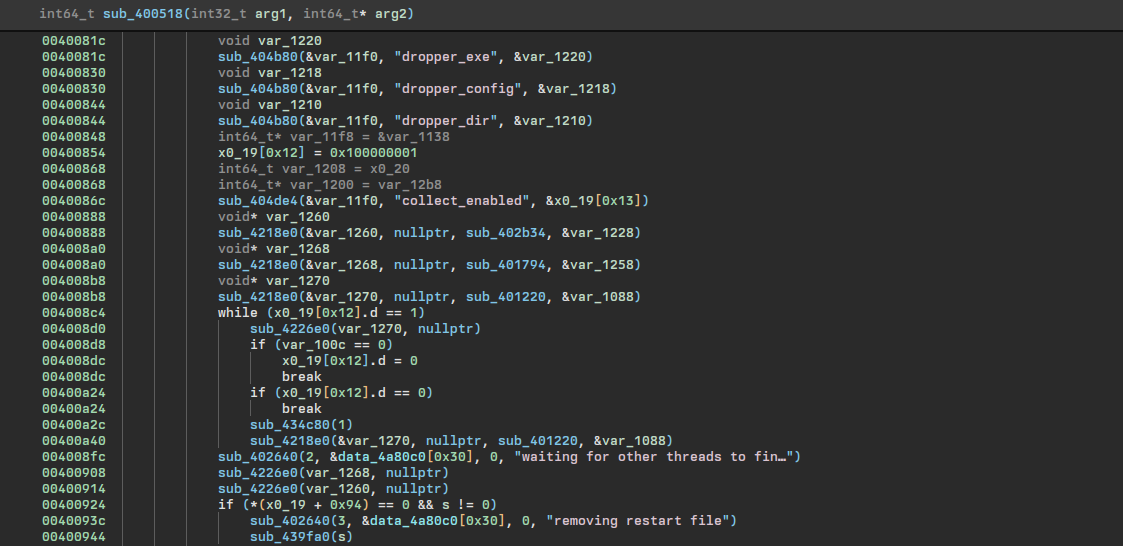 int64_t sub_400518(int32_t arg1, int64_t* arg2)
0040081c void var_1220
0040081c sub_404b80(&var_11f0, "dropper_exe", &var_1220)
00400830 void var_1218
00400830 sub_404b80(&var_11f0, "dropper_config", &var_1218)
00400844 void var_1210
00400844 sub_404b80(&var_11f0, "dropper_dir", &var_1210)
00400848 int64_t* var_11f8 = &var_1138
00400854 x0_19[0x12] = 0x100000001
00400868 int64_t var_1208 = x0_20
00400868 int64_t* var_1200 = var_12b8
0040086c sub_404de4(&var_11f0, "collect_enabled", &x0_19[0x13])
00400888 void* var_1260
00400888 sub_4218e0(&var_1260, nullptr, sub_402b34, &var_1228)
004008a0 void* var_1268
004008a0 sub_4218e0(&var_1268, nullptr, sub_401794, &var_1258)
004008b8 void* var_1270
004008b8 sub_4218e0(&var_1270, nullptr, sub_401220, &var_1088)
004008c4 while (x0_19[0x12].d == 1)
004008d0 sub_4226e0(var_1270, nullptr)
004008d8 if (var_100c == 0)
004008dc x0_19[0x12].d = 0
004008dc break
00400a24 if (x0_19[0x12].d == 0)
00400a24 break
00400a2c sub_434c80(1)
00400a40 sub_4218e0(&var_1270, nullptr, sub_401220, &var_1088)
004008fc sub_402640(2, &data_4a80c0[0x30], 0, "Waiting for other threads to fin…")
00400908 sub_4226e0(var_1268, nullptr)
00400914 sub_4226e0(var_1260, nullptr)
00400924 if (*(x0_19 + 0x94) == 0 && s != 0)
0040093c sub_402640(3, &data_4a80c0[0x30], 0, "removing restart file")
00400944 sub_439fa0(s)